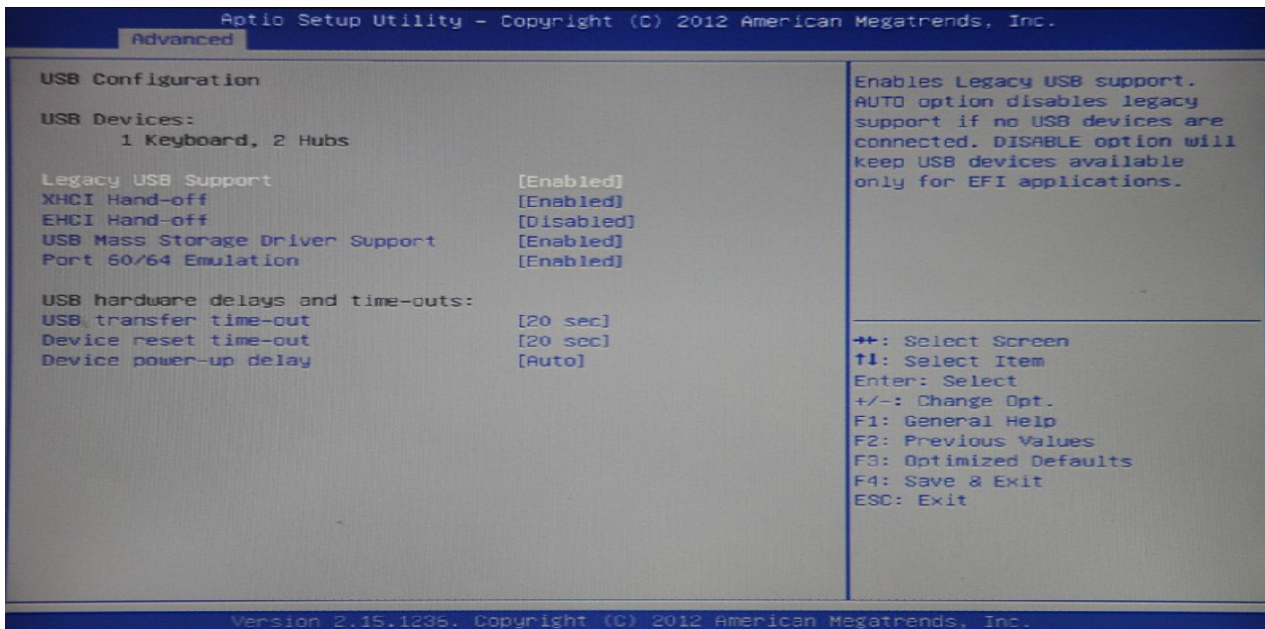 Aptio Setup Utility - Copyright (C) 2012 American Megatrends, Inc.
Advanced
USB Configuration
USB Devices:
1 Keyboard, 2 Hubs
Legacy USB Support [Enabled]
XHCI Hand-off [Enabled]
EHCI Hand-off [Disabled]
USB Mass Storage Driver Support [Enabled]
Port 60/64 Emulation [Enabled]
USB hardware delays and time-outs:
USB transfer time-out [20 sec]
Device reset time-out [20 sec]
Device power-up delay [Auto]
Enables Legacy USB support.
AUTO option disables legacy
support if no USB devices are
connected. DISABLE option will
keep USB devices available
only for EFI applications.
→←: Select Screen
↑↓: Select Item
Enter: Select
+/-: Change Opt.
F1: General Help
F2: Previous Values
F3: Optimized Defaults
F4: Save & Exit
ESC: Exit
Version 2.15.1236. Copyright (C) 2012 American Megatrends, Inc.